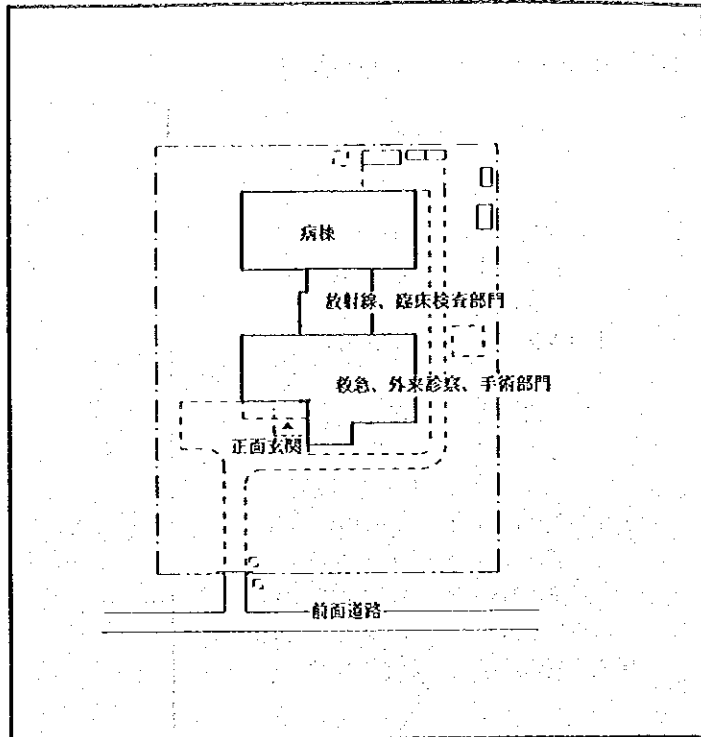 病棟
放射線、臨床検査部門
救急、外来診察、手術部門
正面玄関
前面道路